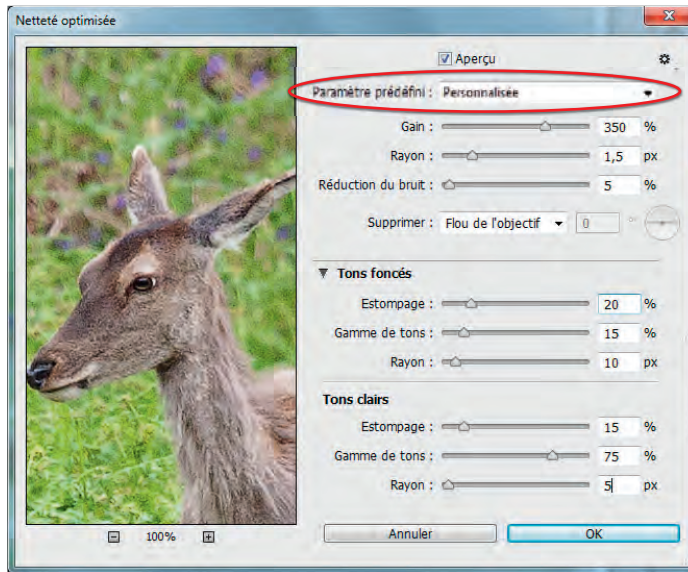 Netteté optimisée
Aperçu
Paramètre prédéfini : Personnalisée
Gain : 350 %
Rayon : 1,5 px
Réduction du bruit : 5 %
Supprimer : Flou de l'objectif 0 °
Tons foncés
Estompage : 20 %
Gamme de tons : 15 %
Rayon : 10 px
Tons clairs
Estompage : 15 %
Gamme de tons : 75 %
Rayon : 5 px
100%
Annuler OK